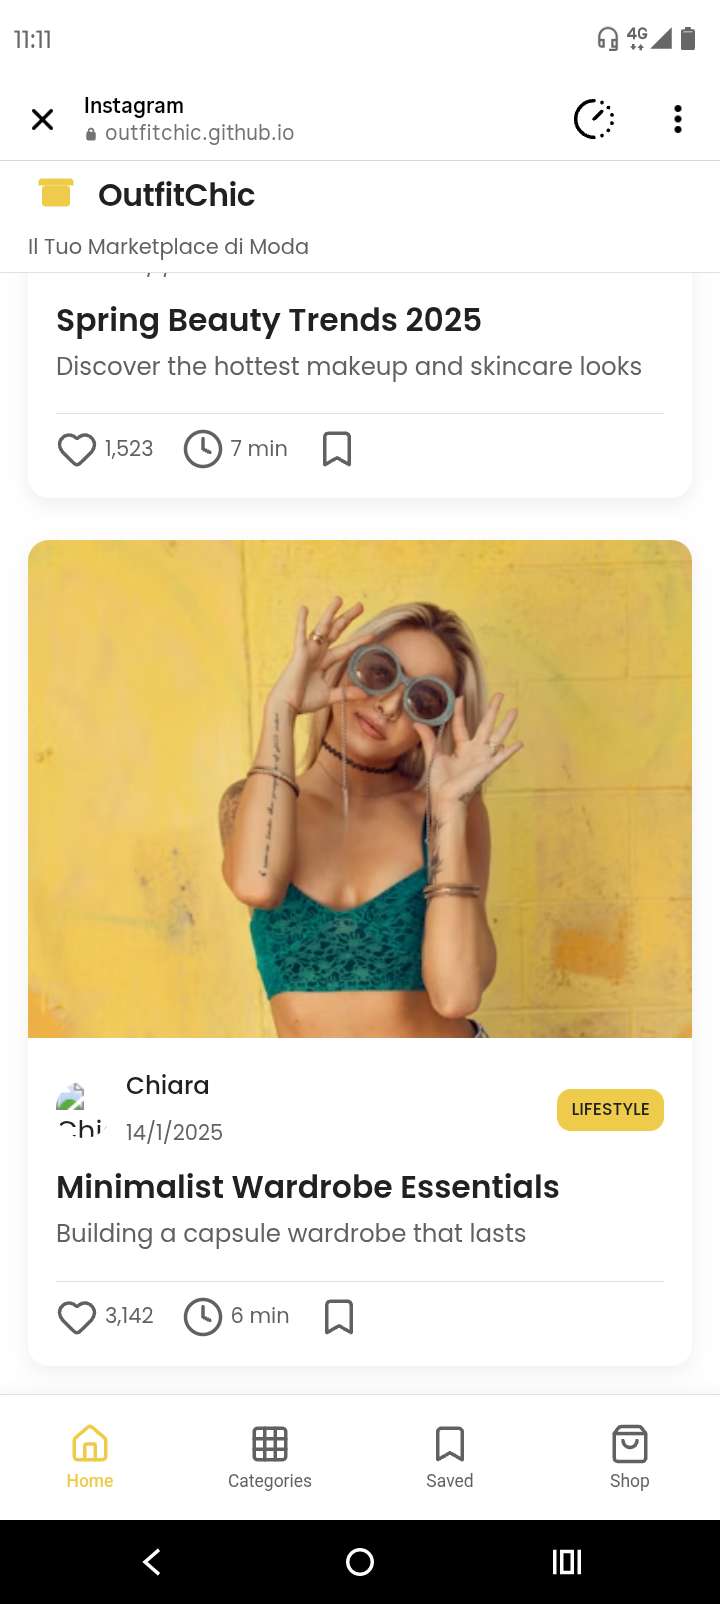 11:11
4G
Instagram
outfitchic.github.io
OutfitChic
Il Tuo Marketplace di Moda
Spring Beauty Trends 2025
Discover the hottest makeup and skincare looks
1,523 7 min
Chiara
Chi
14/1/2025
LIFESTYLE
Minimalist Wardrobe Essentials
Building a capsule wardrobe that lasts
3,142 6 min
Home Categories Saved Shop